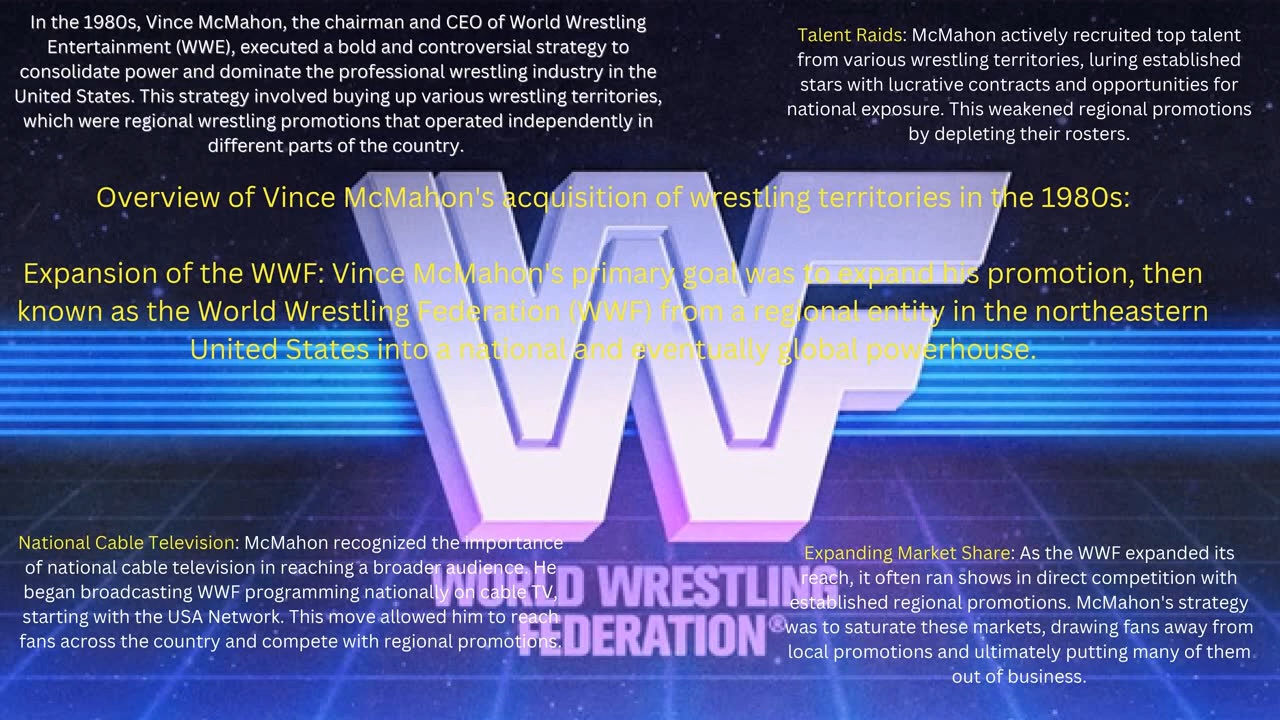 In the 1980s, Vince McMahon, the chairman and CEO of World Wrestling
Entertainment (WWE), executed a bold and controversial strategy to
consolidate power and dominate the professional wrestling industry in the
United States. This strategy involved buying up various wrestling territories,
which were regional wrestling promotions that operated independently in
different parts of the country.
Talent Raids: McMahon actively recruited top talent
from various wrestling territories, luring established
stars with lucrative contracts and opportunities for
national exposure. This weakened regional promotions
by depleting their rosters.
Overview of Vince McMahon's acquisition of wrestling territories in the 1980s:
Expansion of the WWF: Vince McMahon's primary goal was to expand his promotion, then
known as the World Wrestling Federation (WWF) from a regional entity in the northeastern
United States into a national and eventually global powerhouse.
WF
National Cable Television: McMahon recognized the importance
of national cable television in reaching a broader audience. He
began broadcasting WWF programming nationally on cable TV,
starting with the USA Network. This move allowed him to reach
fans across the country and compete with regional promotions.
WORLD WRESTLING
FEDERATION®
Expanding Market Share: As the WWF expanded its
reach, it often ran shows in direct competition with
established regional promotions. McMahon's strategy
was to saturate these markets, drawing fans away from
local promotions and ultimately putting many of them
out of business.